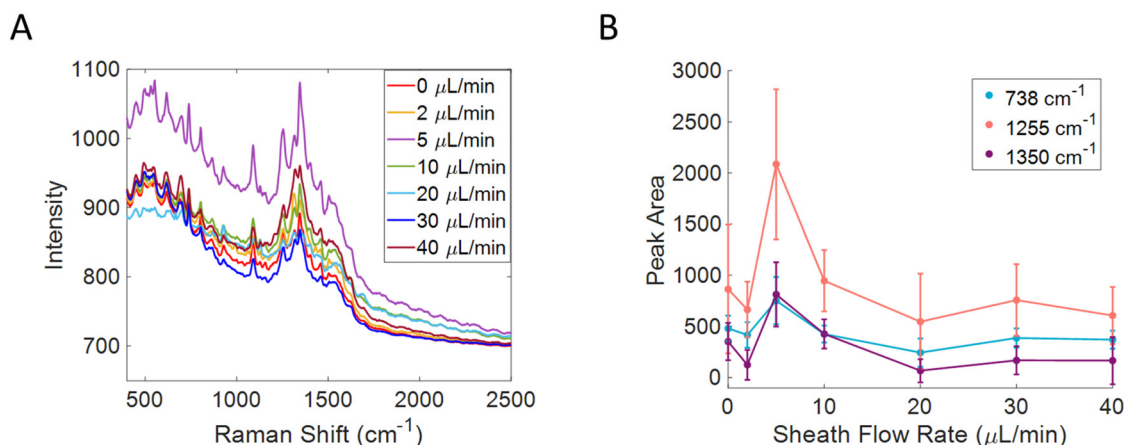 A
1100
1000
900
800
700
Intensity
500
1000
1500
2000
2500
Raman Shift (cm⁻¹)
0 μL/min
2 μL/min
5 μL/min
10 μL/min
20 μL/min
30 μL/min
40 μL/min
B
3000
2500
2000
1500
1000
500
0
Peak Area
0
10
20
30
40
Sheath Flow Rate (μL/min)
738 cm⁻¹
1255 cm⁻¹
1350 cm⁻¹